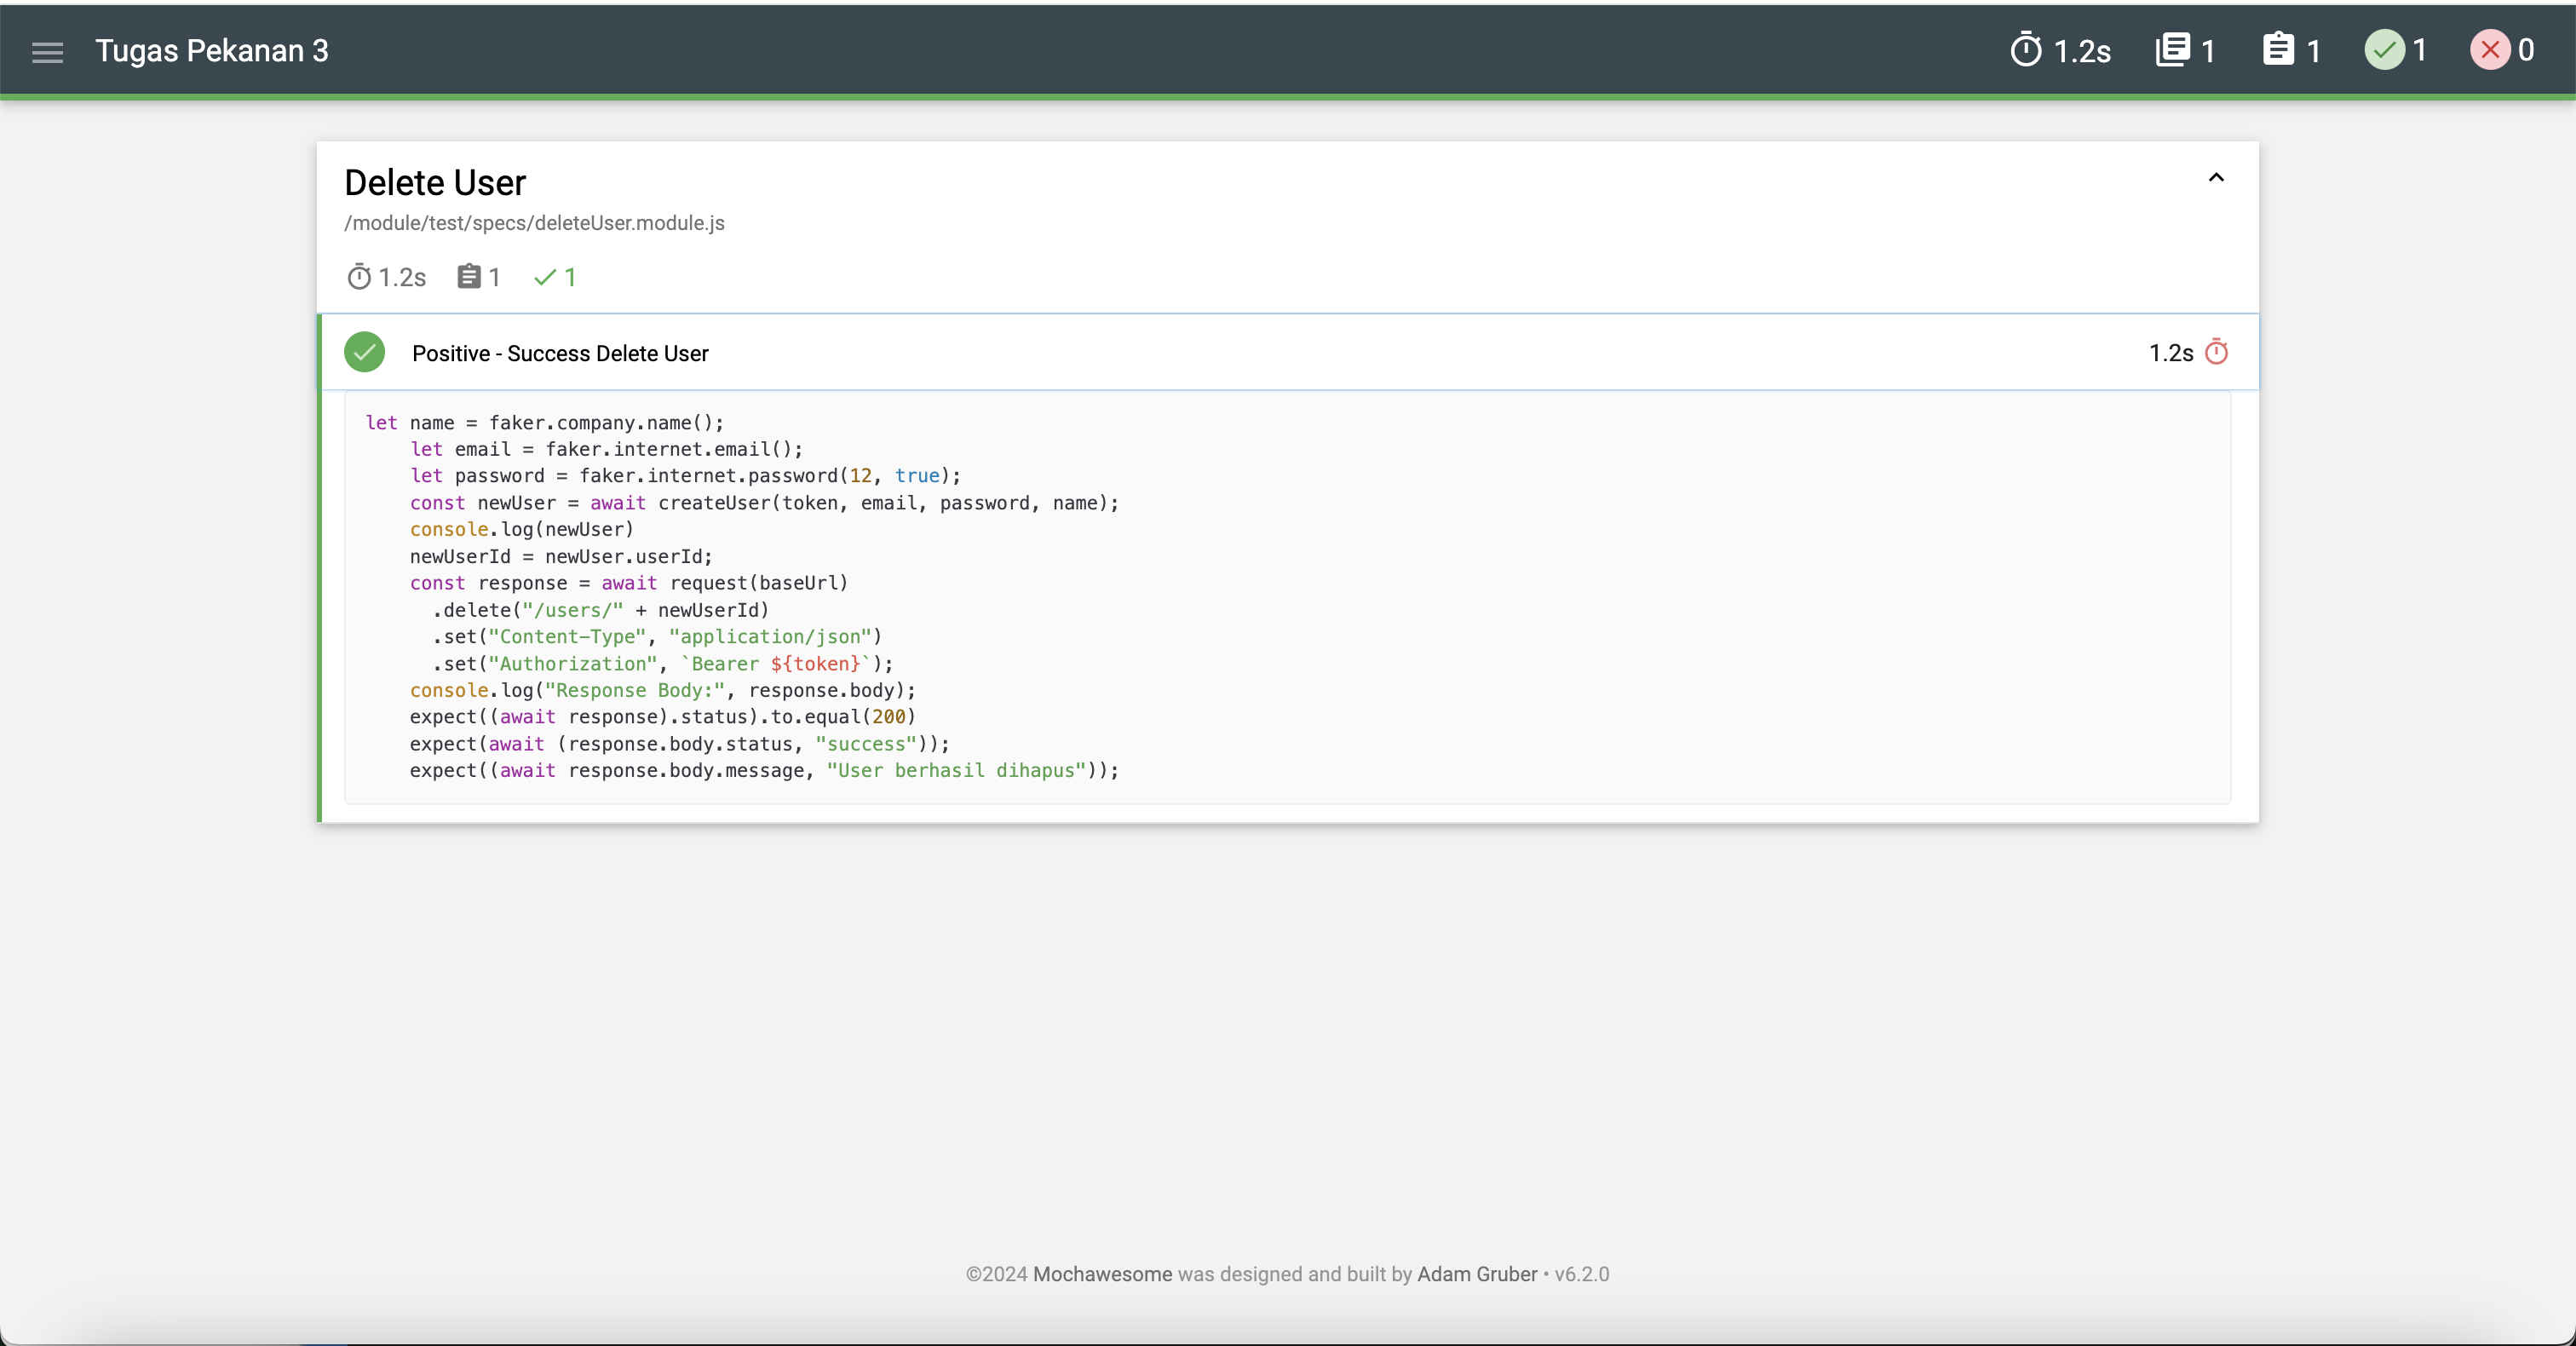 Tugas Pekanan 3
1.2s 1 1 1 0
Delete User
/module/test/specs/deleteUser.module.js
1.2s 1 1
Positive - Success Delete User 1.2s
let name = faker.company.name();
    let email = faker.internet.email();
    let password = faker.internet.password(12, true);
    const newUser = await createUser(token, email, password, name);
    console.log(newUser)
    newUserId = newUser.userId;
    const response = await request(baseUrl)
      .delete("/users/" + newUserId)
      .set("Content-Type", "application/json")
      .set("Authorization", `Bearer ${token}`);
    console.log("Response Body:", response.body);
    expect((await response).status).to.equal(200)
    expect(await (response.body.status, "success"));
    expect((await response.body.message, "User berhasil dihapus"));
©2024 Mochawesome was designed and built by Adam Gruber • v6.2.0